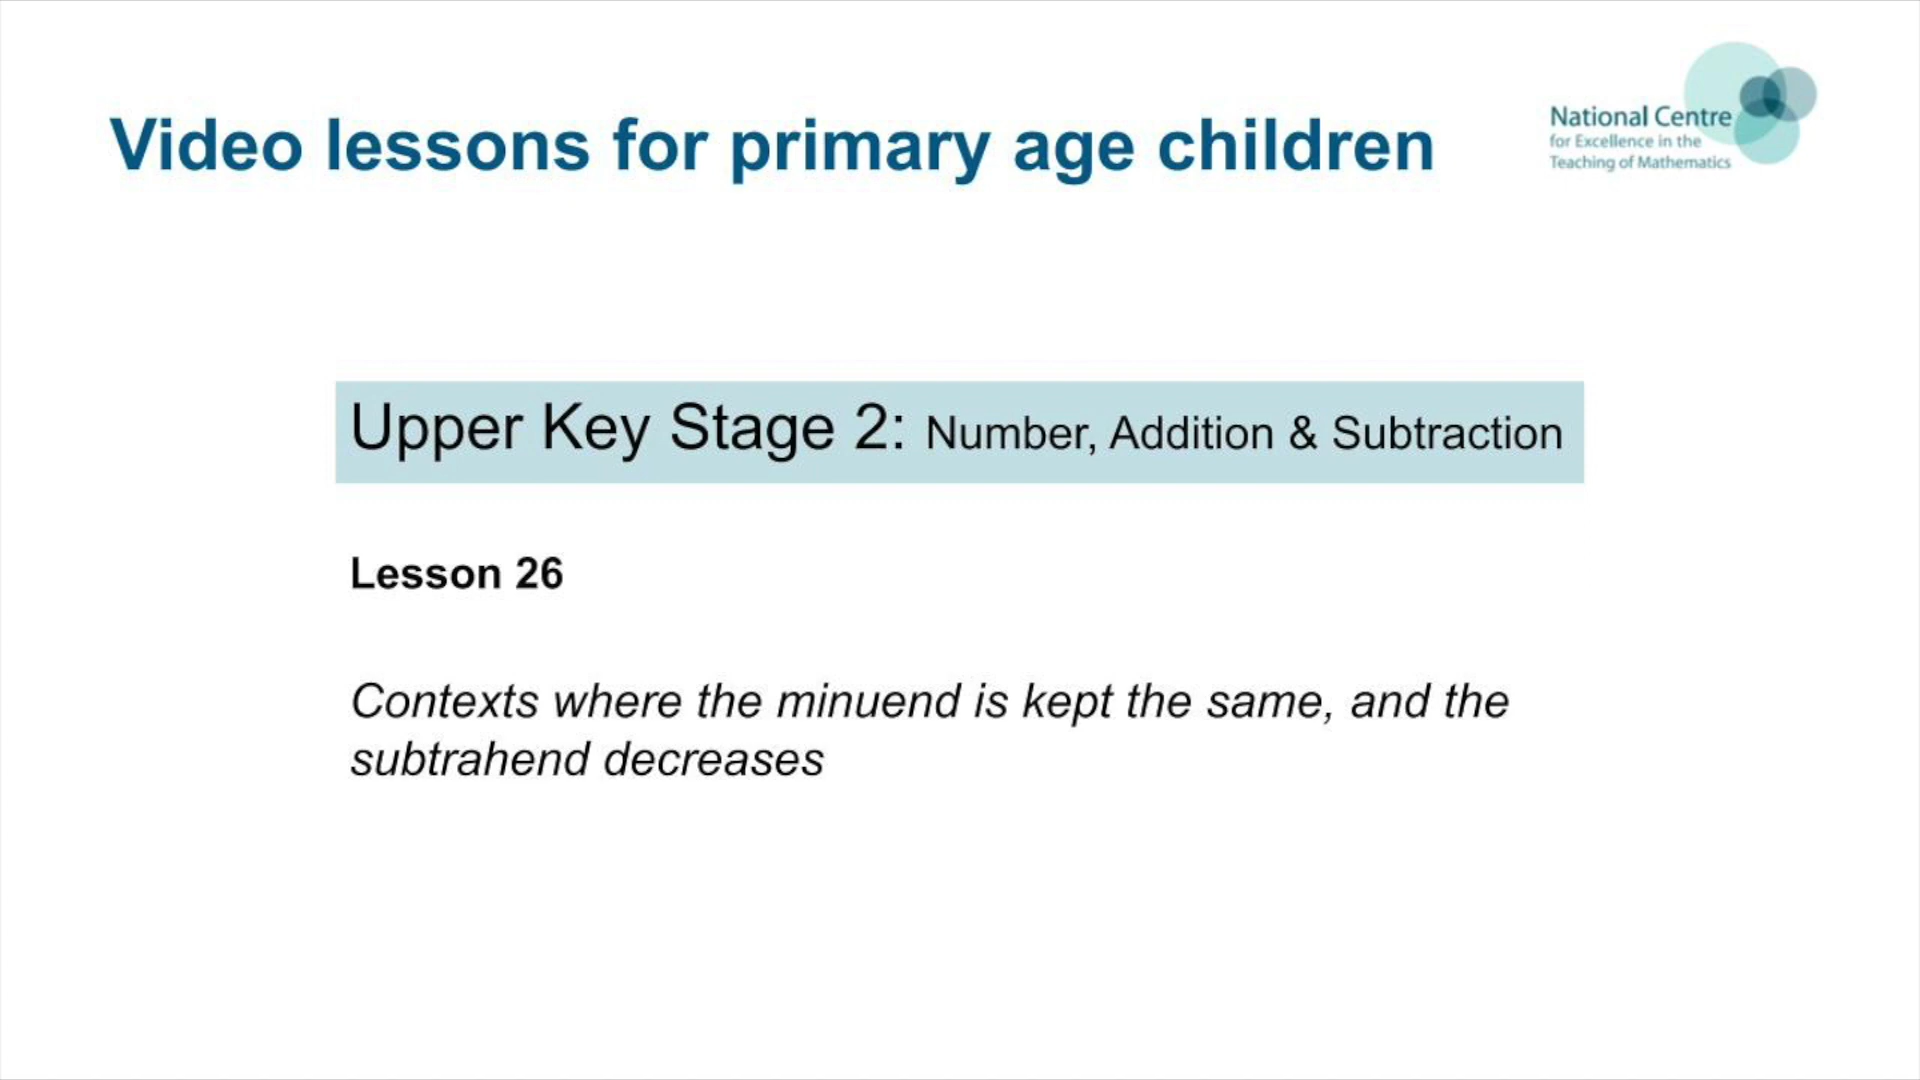 Video lessons for primary age children
National Centre
for Excellence in the
Teaching of Mathematics
Upper Key Stage 2: Number, Addition & Subtraction
Lesson 26
Contexts where the minuend is kept the same, and the
subtrahend decreases